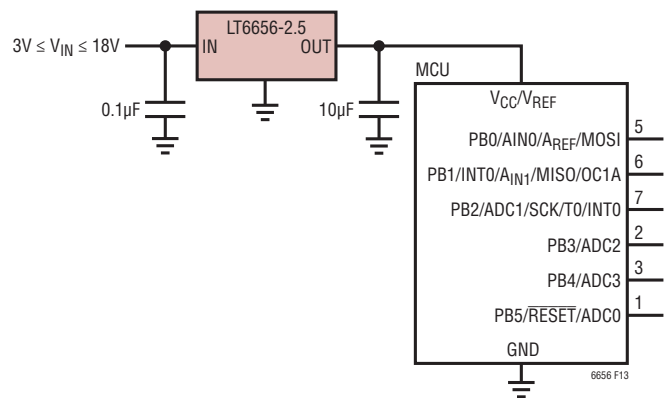 LT6656-2.5
3V ≤ VIN ≤ 18V
IN
OUT
MCU
VCC/VREF
0.1µF
10µF
PB0/AIN0/AREF/MOSI
5
PB1/INT0/AIN1/MISO/OC1A
6
PB2/ADC1/SCK/T0/INT0
7
PB3/ADC2
2
PB4/ADC3
3
PB5/RESET/ADC0
1
GND
6656 F13